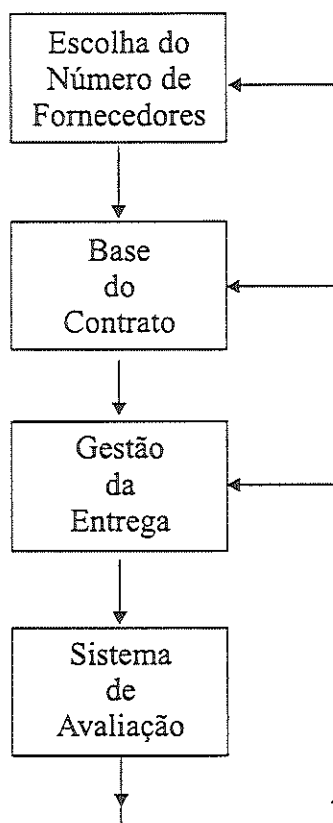 Escolha do
Número de
Fornecedores
Base
do
Contrato
Gestão
da
Entrega
Sistema
de
Avaliação